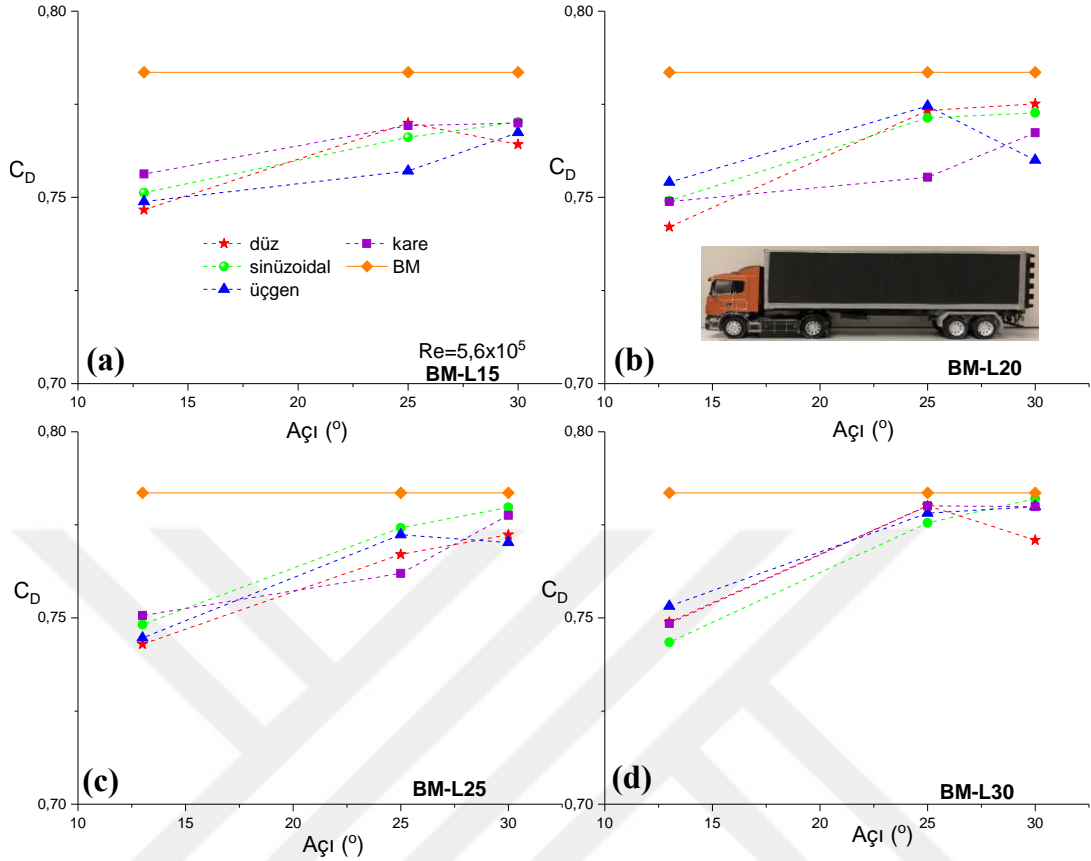 0,80
0,75
0,70
C_D
düz
sinüzoidal
üçgen
kare
BM
Re=5,6x10⁵
BM-L15
(a)
10 15 20 25 30
Açı (º)
0,80
0,75
0,70
C_D
BM-L20
(b)
10 15 20 25 30
Açı (º)
0,80
0,75
0,70
C_D
BM-L25
(c)
10 15 20 25 30
Açı (º)
0,80
0,75
0,70
C_D
BM-L30
(d)
10 15 20 25 30
Açı (º)